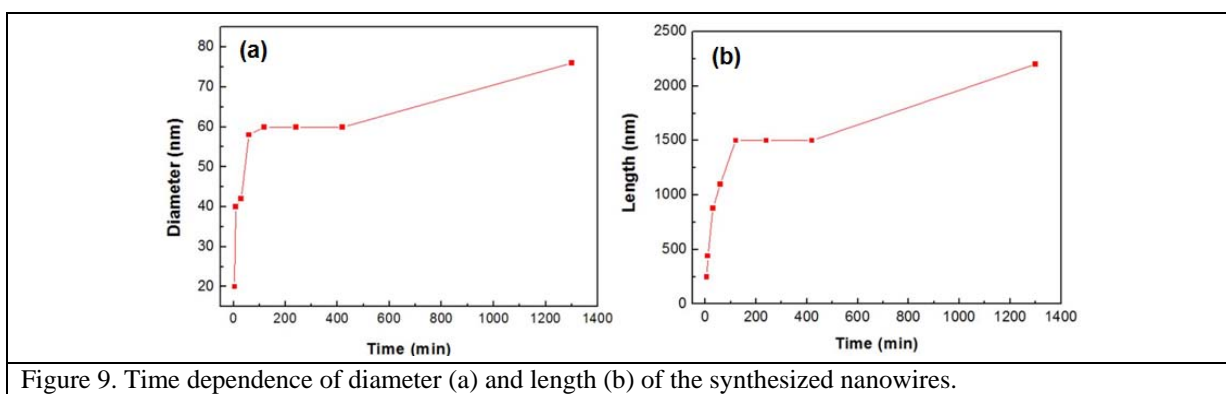 (a)
80
70
60
50
40
30
20
Diameter (nm)
0 200 400 600 800 1000 1200 1400
Time (min)
(b)
2500
2000
1500
1000
500
0
Length (nm)
0 200 400 600 800 1000 1200 1400
Time (min)
Figure 9. Time dependence of diameter (a) and length (b) of the synthesized nanowires.